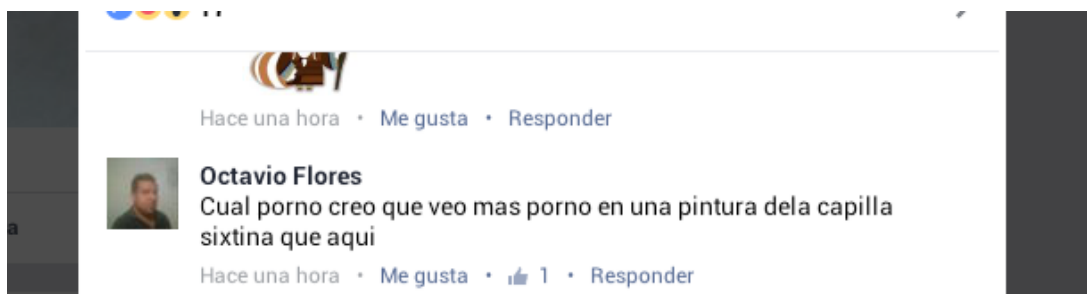 Hace una hora • Me gusta • Responder
Octavio Flores
Cual porno creo que veo mas porno en una pintura dela capilla
sixtina que aqui
Hace una hora • Me gusta • 1 • Responder